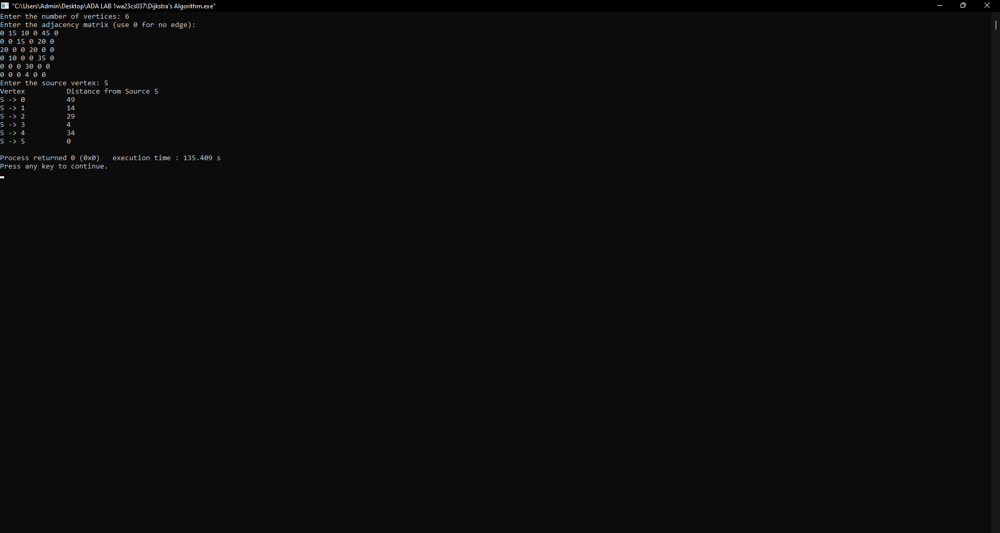 "C:\Users\Admin\Desktop\ADA LAB 1wa23cs037\Dijkstra's Algorithm.exe"
Enter the number of vertices: 6
Enter the adjacency matrix (use 0 for no edge):
0 15 10 0 45 0
0 0 15 0 20 0
20 0 0 20 0 0
0 10 0 0 35 0
0 0 0 30 0 0
0 0 0 4 0 0
Enter the source vertex: 5
Vertex          Distance from Source 5
5 -> 0          49
5 -> 1          14
5 -> 2          29
5 -> 3          4
5 -> 4          34
5 -> 5          0
Process returned 0 (0x0)   execution time : 135.409 s
Press any key to continue.